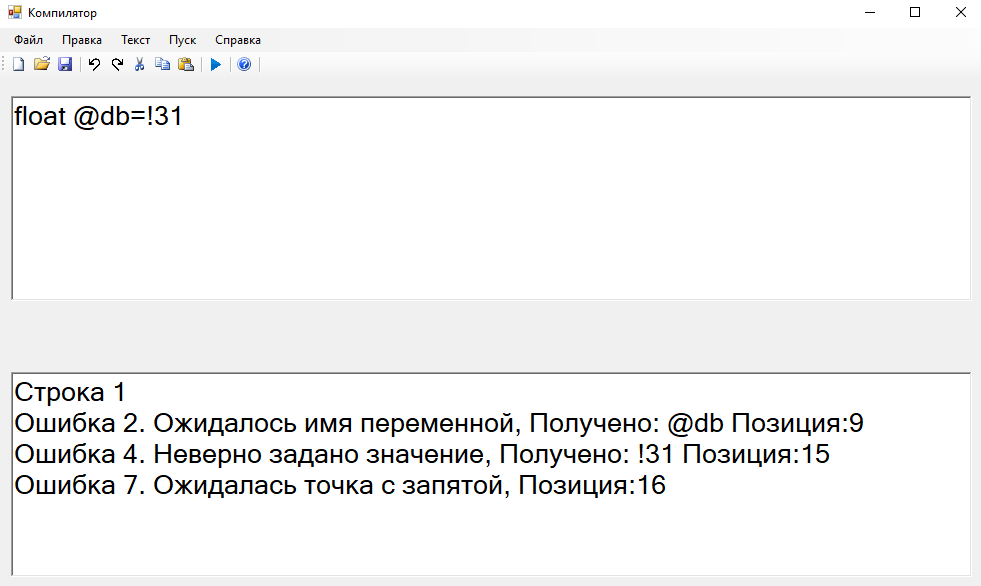 Компилятор
Файл Правка Текст Пуск Справка
float @db=!31
Строка 1
Ошибка 2. Ожидалось имя переменной, Получено: @db Позиция:9
Ошибка 4. Неверно задано значение, Получено: !31 Позиция:15
Ошибка 7. Ожидалась точка с запятой, Позиция:16